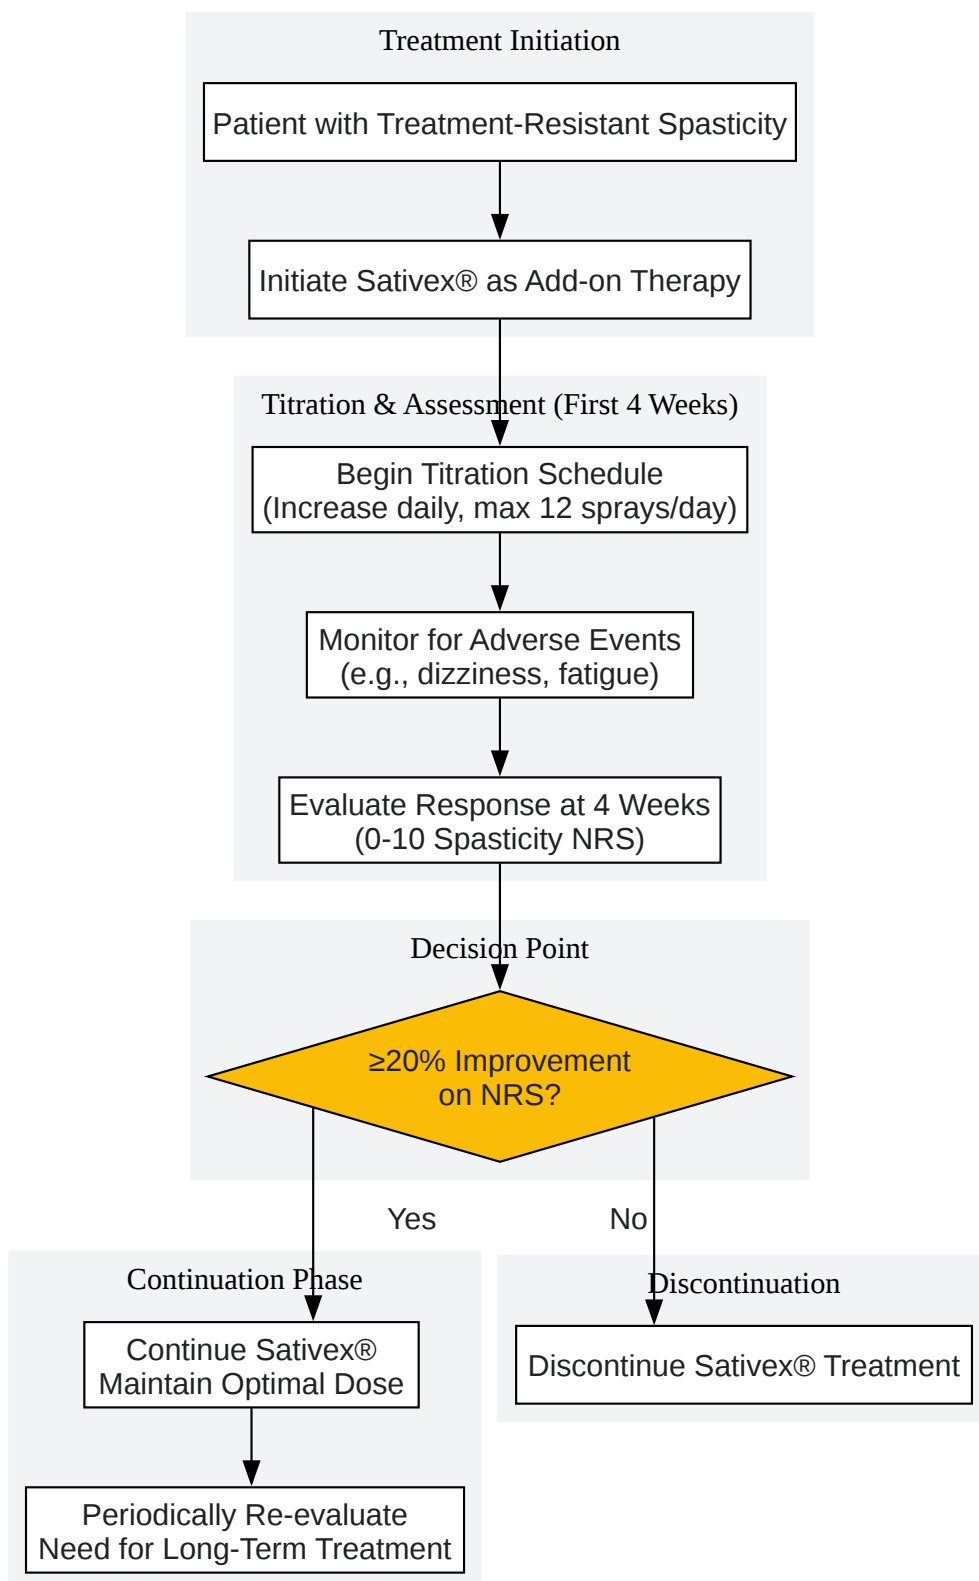 Treatment Initiation
Patient with Treatment-Resistant Spasticity
Initiate Sativex® as Add-on Therapy
Titration & Assessment (First 4 Weeks)
Begin Titration Schedule
(Increase daily, max 12 sprays/day)
Monitor for Adverse Events
(e.g., dizziness, fatigue)
Evaluate Response at 4 Weeks
(0-10 Spasticity NRS)
Decision Point
≥20% Improvement
on NRS?
Yes
No
Continuation Phase
Continue Sativex®
Maintain Optimal Dose
Periodically Re-evaluate
Need for Long-Term Treatment
Discontinuation
Discontinue Sativex® Treatment